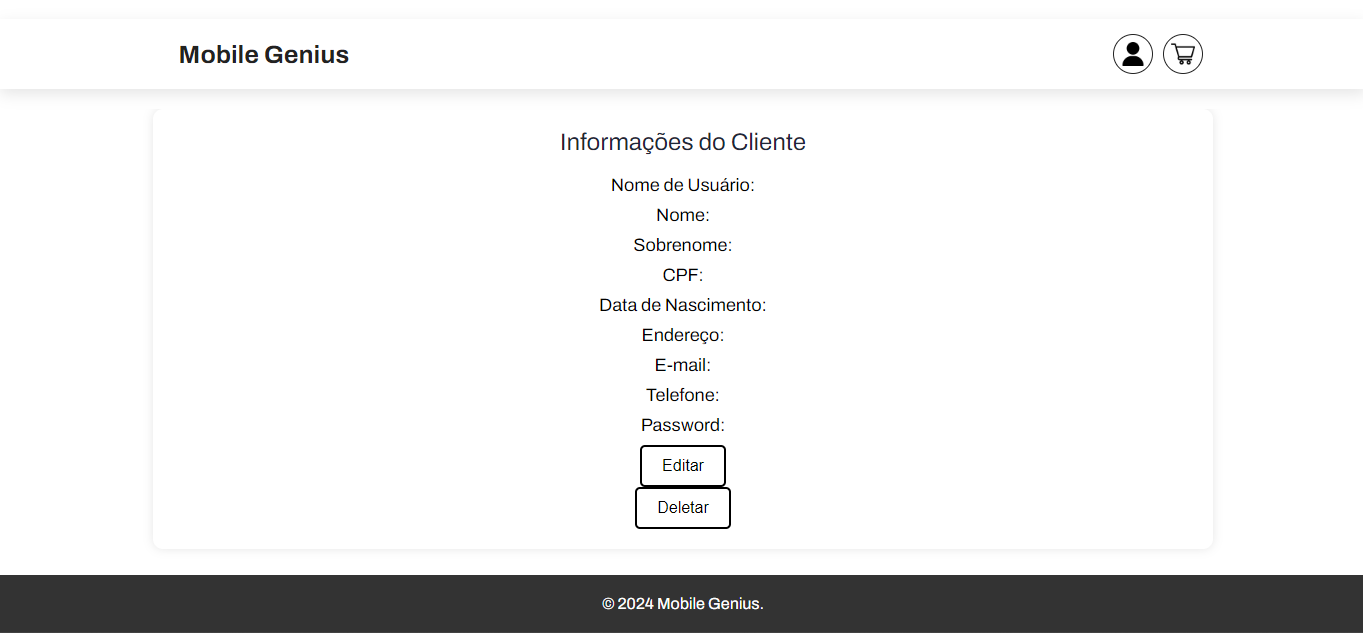 Mobile Genius
Informações do Cliente
Nome de Usuário:
Nome:
Sobrenome:
CPF:
Data de Nascimento:
Endereço:
E-mail:
Telefone:
Password:
Editar
Deletar
© 2024 Mobile Genius.